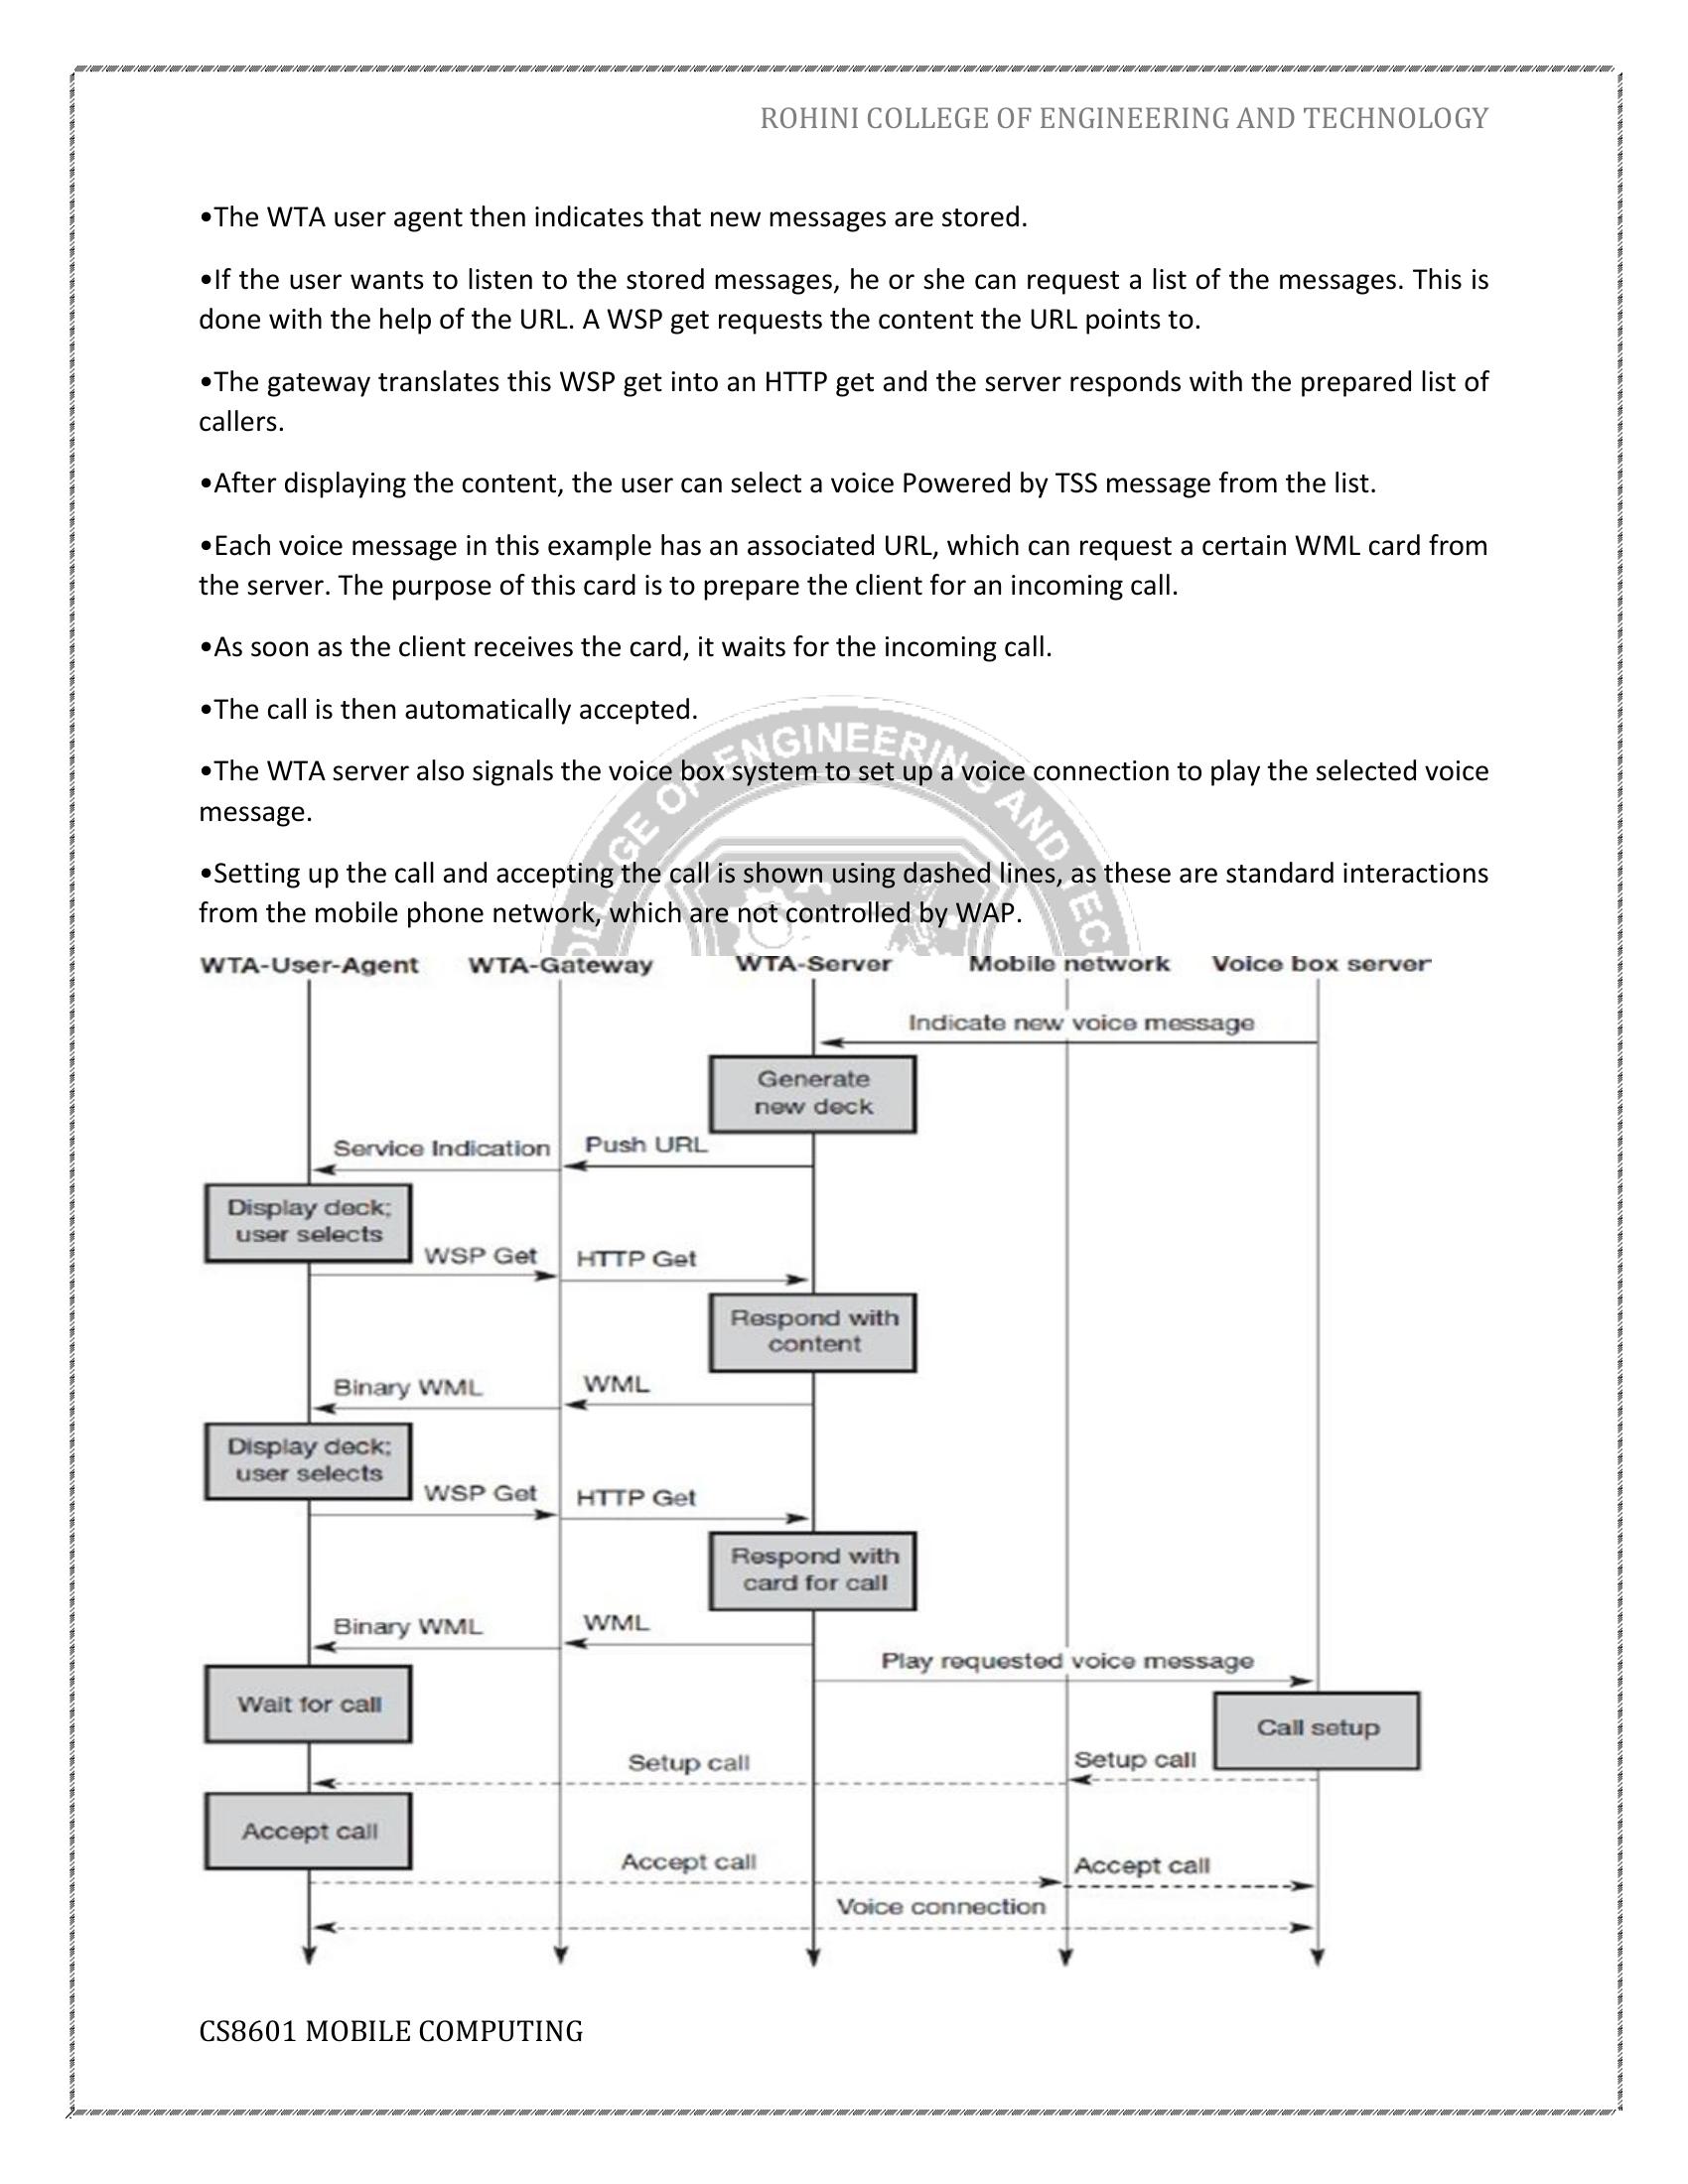 ROHINI COLLEGE OF ENGINEERING AND TECHNOLOGY
•The WTA user agent then indicates that new messages are stored.
•If the user wants to listen to the stored messages, he or she can request a list of the messages. This is
done with the help of the URL. A WSP get requests the content the URL points to.
•The gateway translates this WSP get into an HTTP get and the server responds with the prepared list of
callers.
•After displaying the content, the user can select a voice Powered by TSS message from the list.
•Each voice message in this example has an associated URL, which can request a certain WML card from
the server. The purpose of this card is to prepare the client for an incoming call.
•As soon as the client receives the card, it waits for the incoming call.
•The call is then automatically accepted.
•The WTA server also signals the voice box system to set up a voice connection to play the selected voice
message.
•Setting up the call and accepting the call is shown using dashed lines, as these are standard interactions
from the mobile phone network, which are not controlled by WAP.
OLLEGE OF ENGINEERING AND TEC
WTA-User-Agent WTA-Gateway WTA-Server Mobile network Voice box server
Indicate new voice message
Generate
new deck
Service Indication Push URL
Display deck;
user selects
WSP Get HTTP Get
Respond with
content
Binary WML WML
Display deck;
user selects
WSP Get HTTP Get
Respond with
card for call
Binary WML WML
Play requested voice message
Wait for call
Call setup
Setup call Setup call
Accept call
Accept call Accept call
Voice connection
CS8601 MOBILE COMPUTING